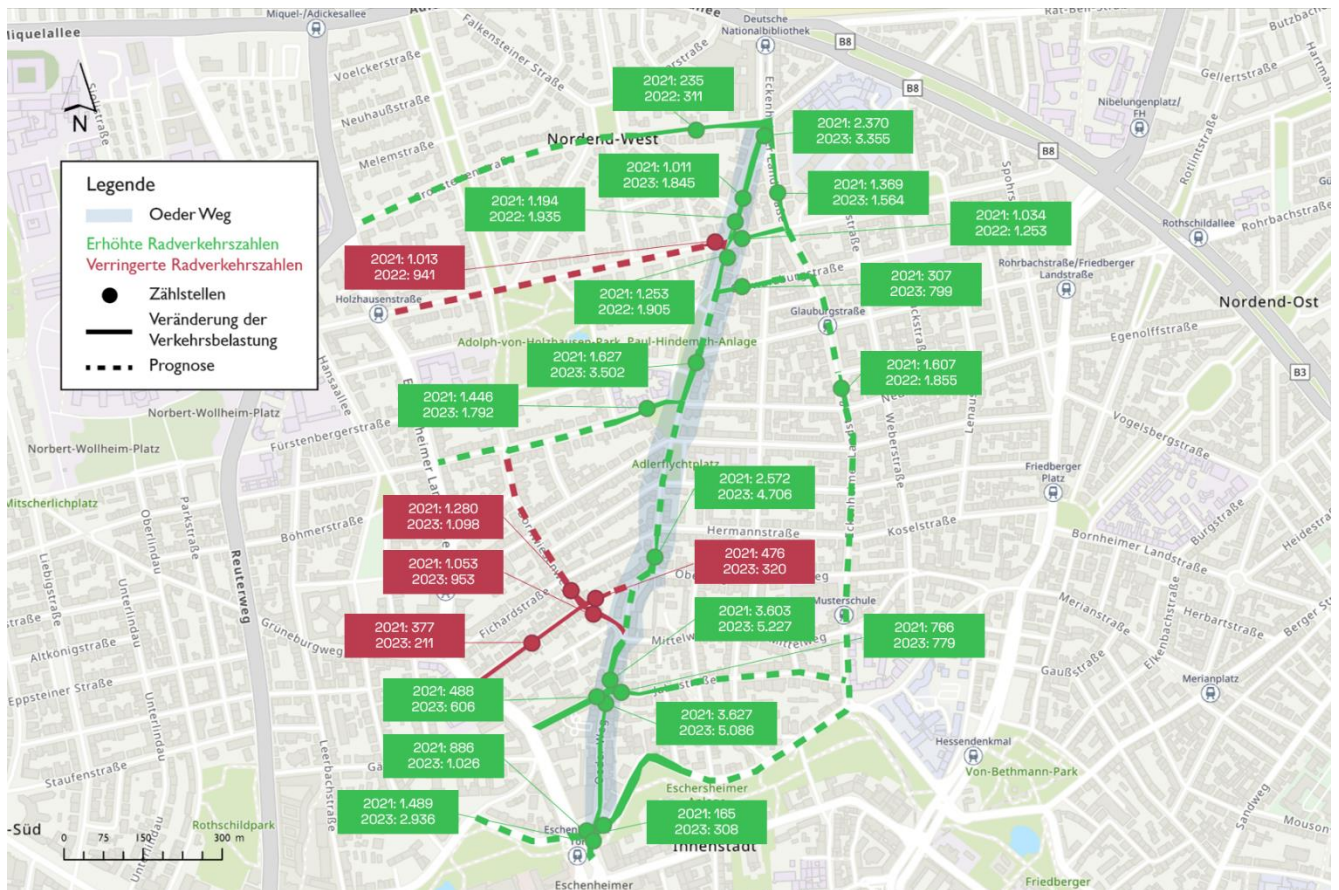 Miquelallee
Miquel-/Adickesallee
Deutsche
Nationalbibliothek
B8
Gellertstraße
Falkensteiner Straße
Voelckerstraße
Neuhaußstraße
Melemstraße
Nibelungenplatz/
FH
B8
Rotlintstraße
2021: 235
2022: 311
Nordend-West
2021: 2.370
2023: 3.355
B8
N
Legende
Oeder Weg
Erhöhte Radverkehrszahlen
Verringerte Radverkehrszahlen
Zählstellen
Veränderung der
Verkehrsbelastung
Prognose
2021: 1.011
2023: 1.845
2021: 1.369
2023: 1.564
2021: 1.194
2022: 1.935
2021: 1.034
2022: 1.253
Rothschildallee
Rohrbachstraße
2021: 1.013
2022: 941
2021: 307
2023: 799
Rohrbachstraße/Friedberger
Landstraße
Holzhausenstraße
2021: 1.253
2022: 1.905
Glauburgstraße
Nordend-Ost
Egenolffstraße
Adolph-von-Holzhausen-Park
Paul-Hindemith-Anlage
2021: 1.627
2023: 3.502
Hansaallee
2021: 1.607
2022: 1.855
B3
2021: 1.446
2023: 1.792
Norbert-Wollheim-Platz
Norbert-Wollheim-Platz
Fürstenbergerstraße
Weberstraße
Vogelsbergstraße
Adlerflychtplatz
Friedberger
Platz
Mitscherlichplatz
2021: 2.572
2023: 4.706
Parkstraße
Oberlindau
Böhmerstraße
2021: 1.280
2023: 1.098
Hermannstraße
Koselstraße
Bornheimer Landstraße
Burgstraße
Heidestraße
Liebigstraße
Reuterweg
2021: 1.053
2023: 953
2021: 476
2023: 320
Musterschule
Merianstraße
Herbartstraße
Berger Straße
Fichardstraße
2021: 3.603
2023: 5.227
Unterlindau
Altkönigstraße
Grüneburgweg
2021: 377
2023: 211
Mittelweg
2021: 766
2023: 779
Gaußstraße
Elkenbachstraße
Merianplatz
Eppsteiner Straße
2021: 488
2023: 606
Jahnstraße
2021: 3.627
2023: 5.086
Oeder Weg
Hessendenkmal
Von-Bethmann-Park
2021: 886
2023: 1.026
Staufenstraße
Leerbachstraße
Eschersheimer
Sandweg
2021: 1.489
2023: 2.936
2021: 165
2023: 308
-Süd
Rothschildpark
Innenstadt
0 75 150 300 m
Unterlindau
Eschenheimer
Friedberger